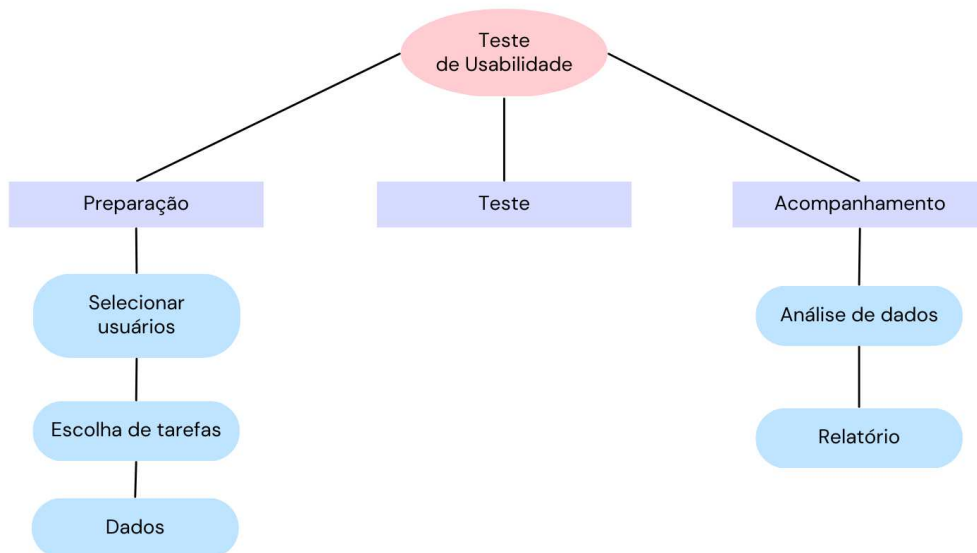 Teste
de Usabilidade
Preparação
Teste
Acompanhamento
Selecionar
usuários
Análise de dados
Escolha de tarefas
Relatório
Dados